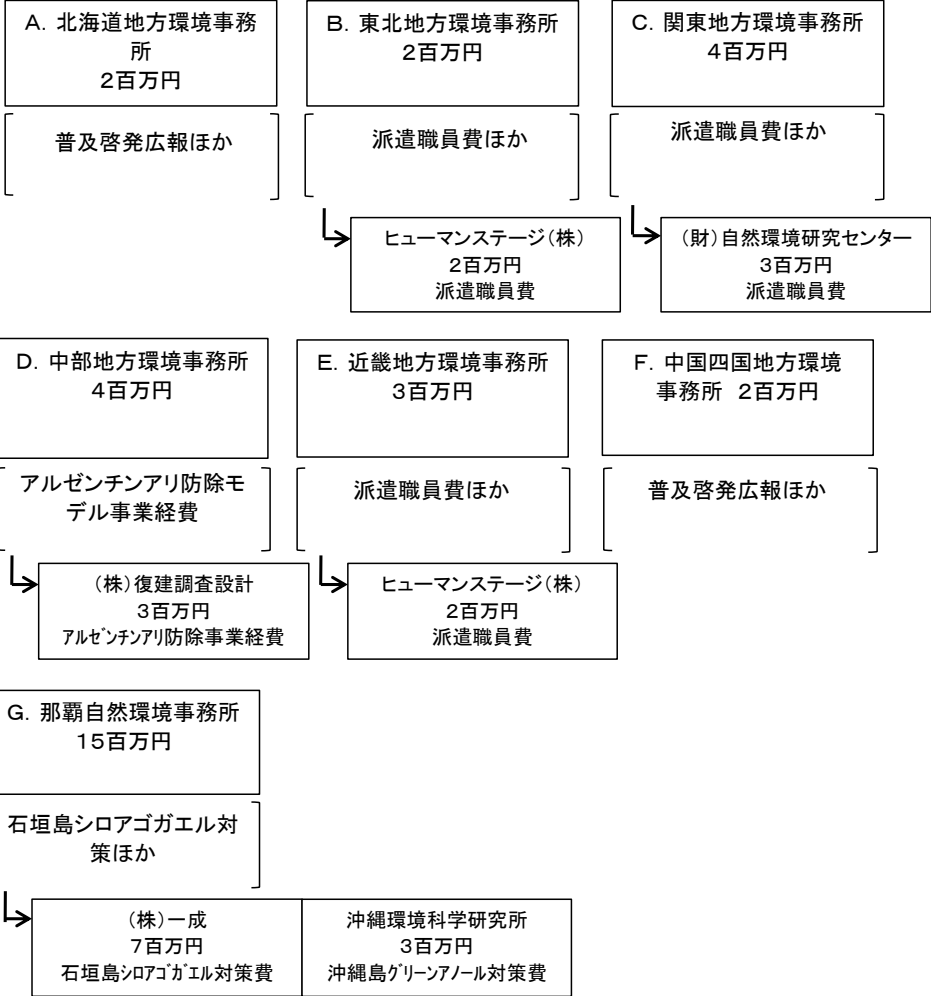 A. 北海道地方環境事務
所
2百万円
B. 東北地方環境事務所
2百万円
C. 関東地方環境事務所
4百万円
普及啓発広報ほか
派遣職員費ほか
派遣職員費ほか
ヒューマンステージ(株)
2百万円
派遣職員費
(財)自然環境研究センター
3百万円
派遣職員費
D. 中部地方環境事務所
4百万円
E. 近畿地方環境事務所
3百万円
F. 中国四国地方環境
事務所 2百万円
アルゼンチンアリ防除モ
デル事業経費
派遣職員費ほか
普及啓発広報ほか
(株)復建調査設計
3百万円
アルゼンチンアリ防除事業経費
ヒューマンステージ(株)
2百万円
派遣職員費
G. 那覇自然環境事務所
15百万円
石垣島シロアゴガエル対
策ほか
(株)一成
7百万円
石垣島シロアゴガエル対策費
沖縄環境科学研究所
3百万円
沖縄島グリーンアノール対策費